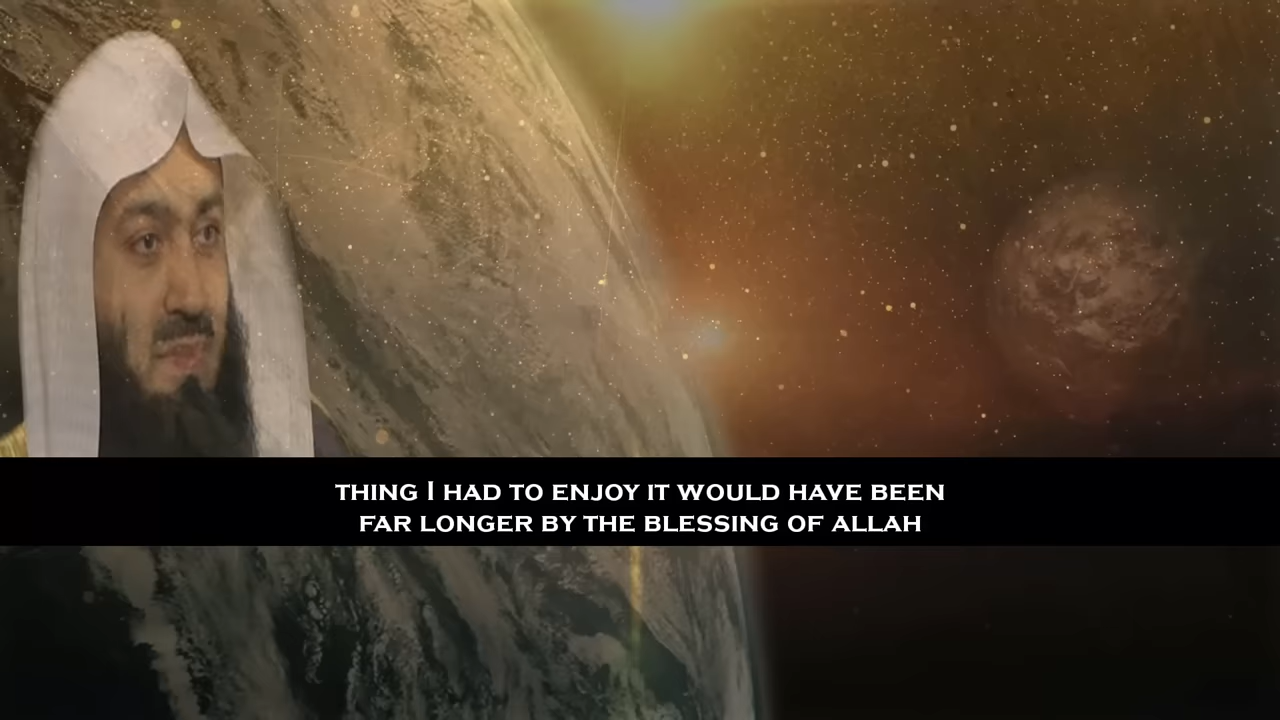 THING I HAD TO ENJOY IT WOULD HAVE BEEN
FAR LONGER BY THE BLESSING OF ALLAH